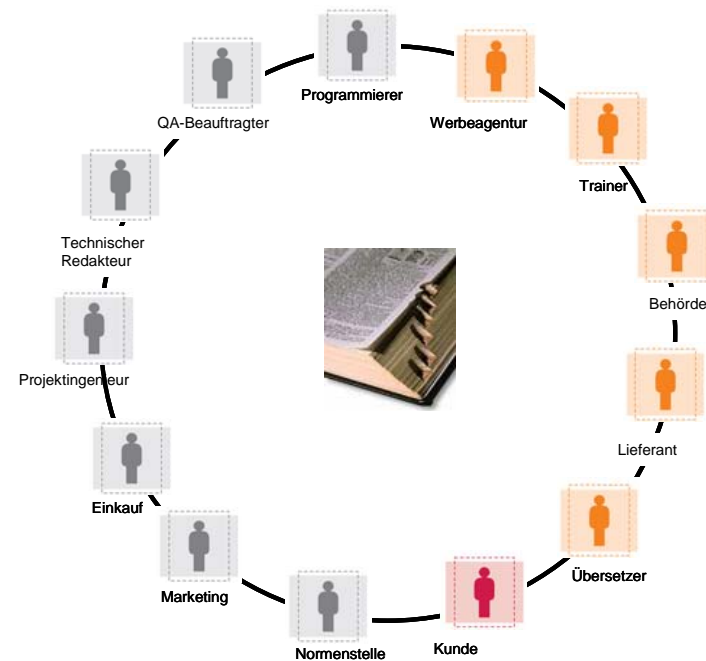 Programmierer
Werbeagentur
QA-Beauftragter
Trainer
Technischer
Redakteur
Behörde
Projektingenieur
Lieferant
Einkauf
Übersetzer
Marketing
Kunde
Normenstelle